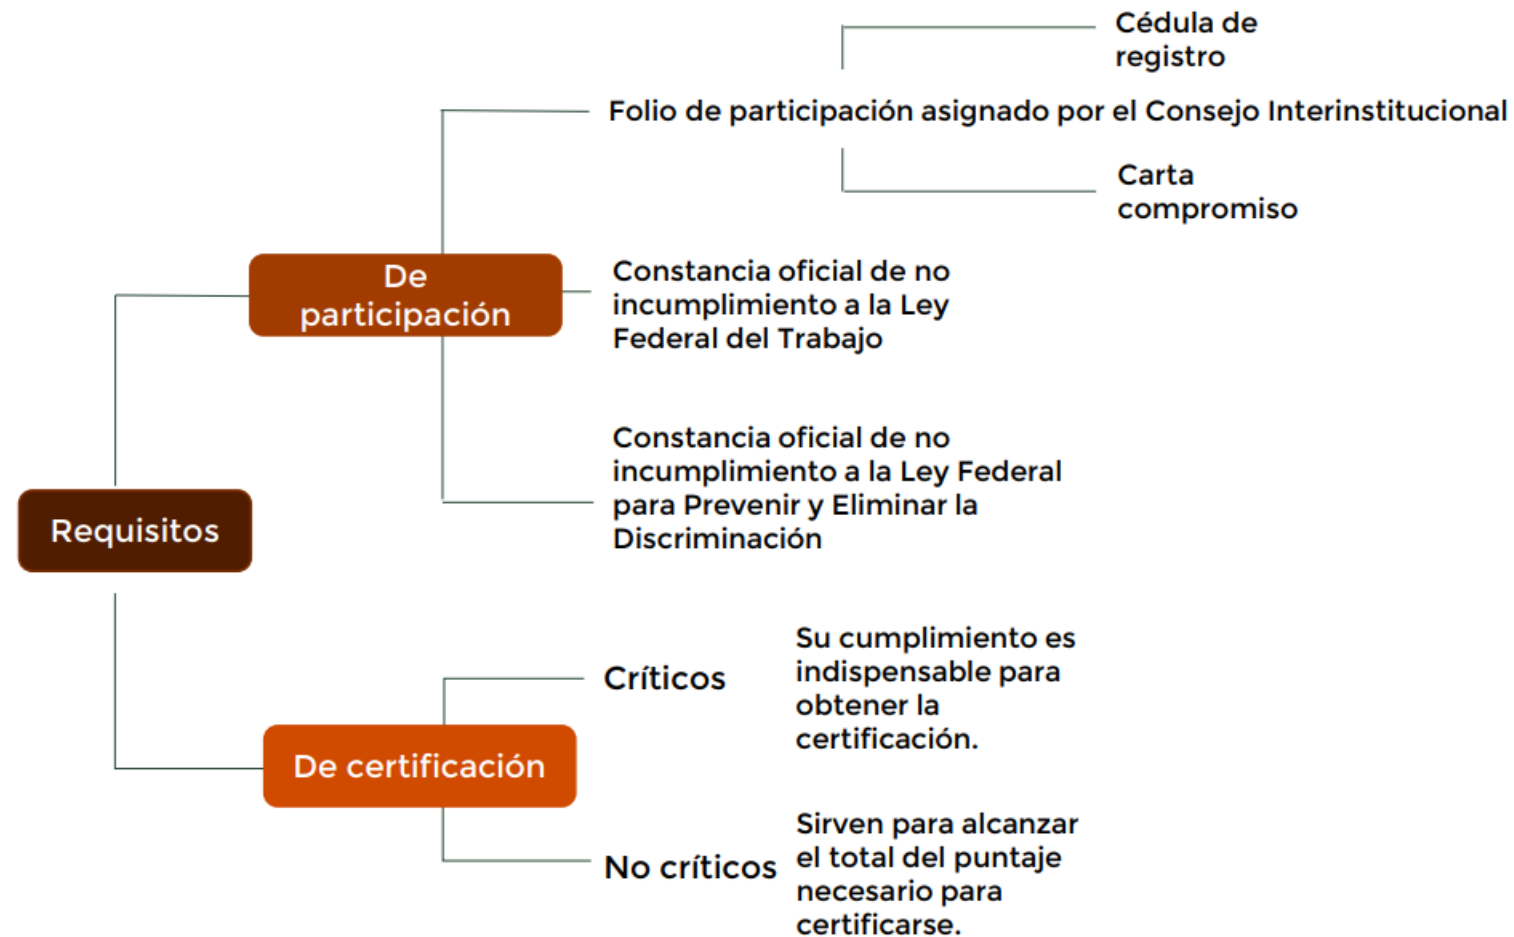 Cédula de
registro
Folio de participación asignado por el Consejo Interinstitucional
Carta
compromiso
De
participación
Constancia oficial de no
incumplimiento a la Ley
Federal del Trabajo
Constancia oficial de no
incumplimiento a la Ley Federal
para Prevenir y Eliminar la
Discriminación
Requisitos
De certificación
Críticos
Su cumplimiento es
indispensable para
obtener la
certificación.
No críticos
Sirven para alcanzar
el total del puntaje
necesario para
certificarse.